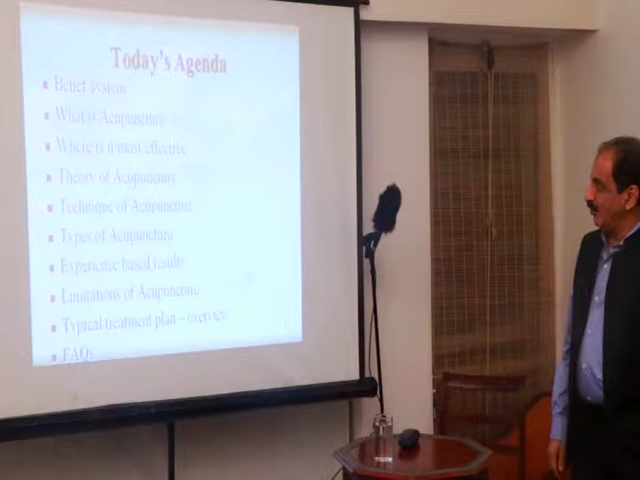 Today's Agenda
Belief system
What is Acupuncture
Where is it most effective
Theory of Acupuncture
Technique of Acupuncture
Types of Acupuncture
Experience based results
Limitations of Acupuncture
Typical treatment plan – overview
FAQs